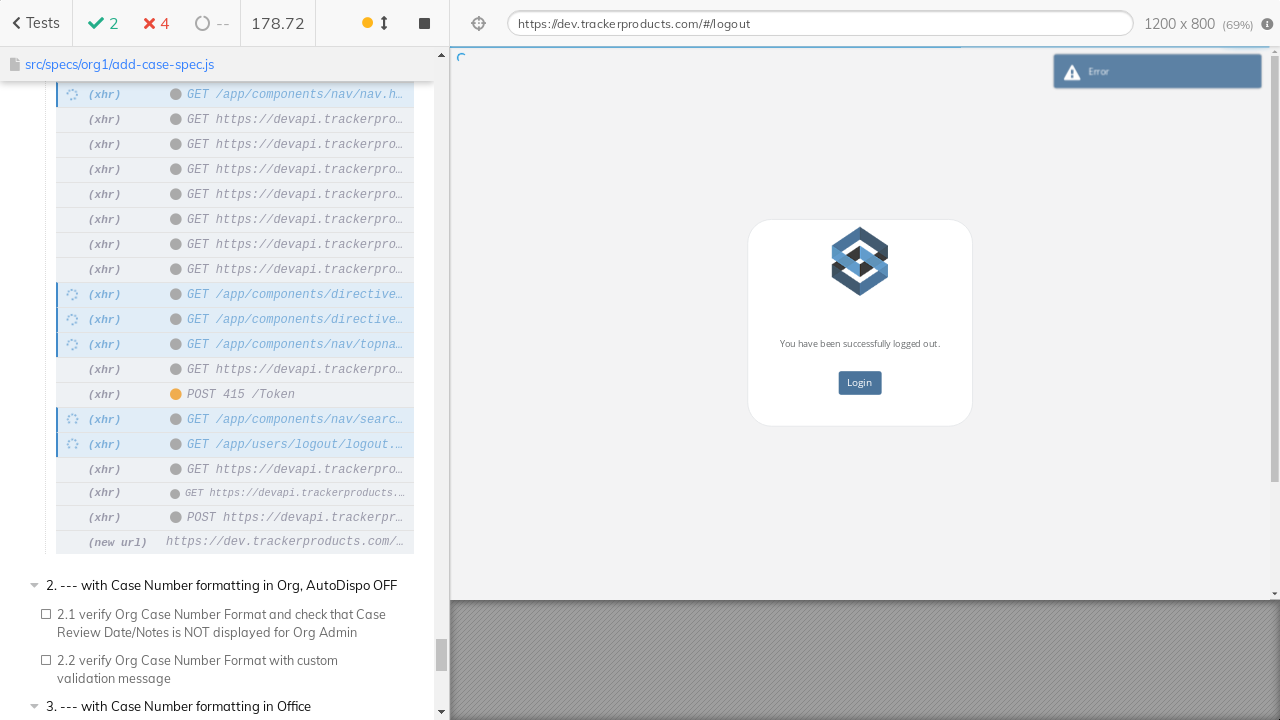 Tests
2
4
--
178.72
https://dev.trackerproducts.com/#/logout
1200 x 800 (69%)
src/specs/org1/add-case-spec.js
(xhr) GET /app/components/nav/nav.h…
(xhr) GET https://devapi.trackerpro…
(xhr) GET https://devapi.trackerpro…
(xhr) GET https://devapi.trackerpro…
(xhr) GET https://devapi.trackerpro…
(xhr) GET https://devapi.trackerpro…
(xhr) GET https://devapi.trackerpro…
(xhr) GET https://devapi.trackerpro…
(xhr) GET /app/components/directive…
(xhr) GET /app/components/directive…
(xhr) GET /app/components/nav/topna…
(xhr) GET https://devapi.trackerpro…
(xhr) POST 415 /Token
(xhr) GET /app/components/nav/searc…
(xhr) GET /app/users/logout/logout.…
(xhr) GET https://devapi.trackerpro…
(xhr) GET https://devapi.trackerproducts.…
(xhr) POST https://devapi.trackerpr…
(new url) https://dev.trackerproducts.com/…
2. --- with Case Number formatting in Org, AutoDispo OFF
2.1 verify Org Case Number Format and check that Case
Review Date/Notes is NOT displayed for Org Admin
2.2 verify Org Case Number Format with custom
validation message
3. --- with Case Number formatting in Office
Error
You have been successfully logged out.
Login